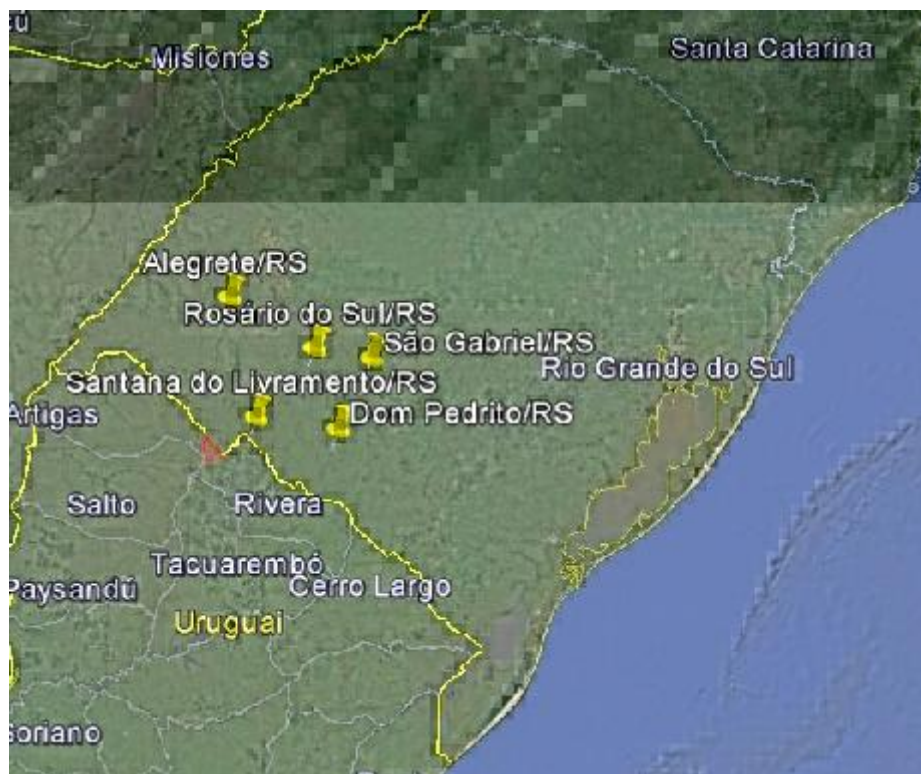 Misiones
Santa Catarina
Alegrete/RS
Rosário do Sul/RS
São Gabriel/RS
Rio Grande do Sul
Santana do Livramento/RS
Artigas
Dom Pedrito/RS
Salto
Rivera
Tacuarembó
Paysandú
Cerro Largo
Uruguai